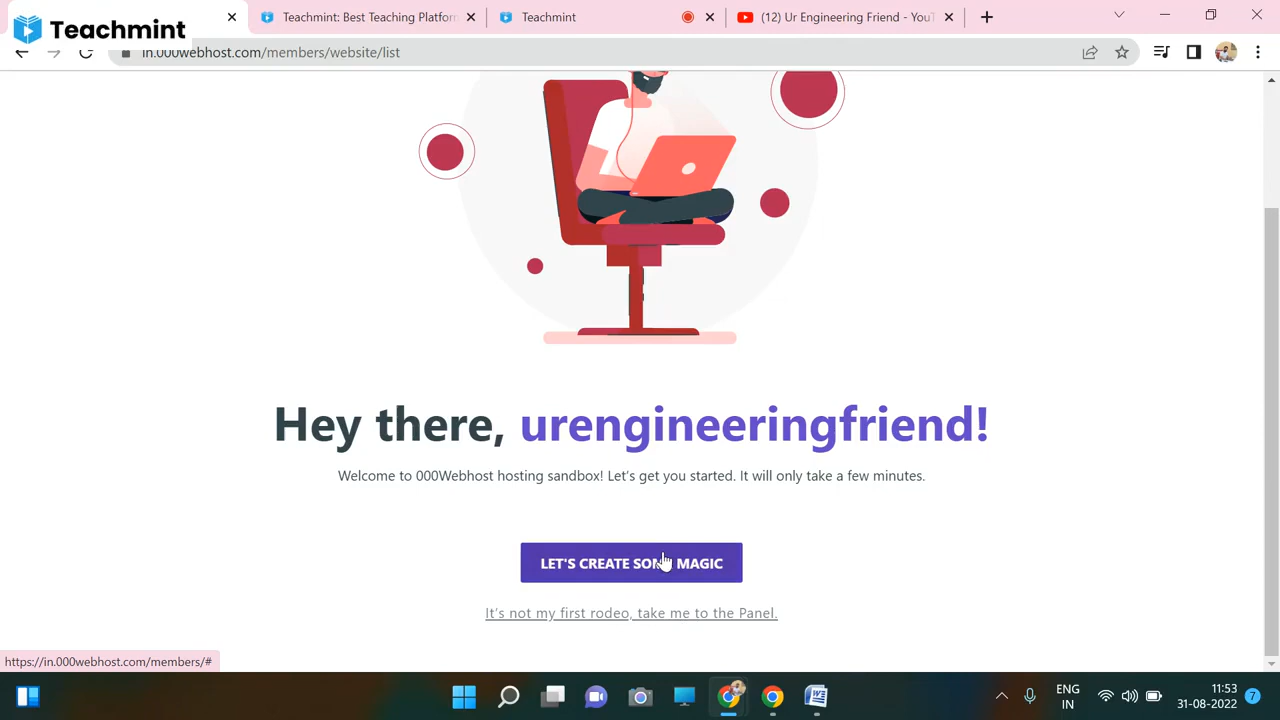 Teachmint
Teachmint: Best Teaching Platform
Teachmint
Ur Engineering Friend - YouT
in.000webhost.com/members/website/list
Hey there, urengineeringfriend!
Welcome to 000Webhost hosting sandbox! Let's get you started. It will only take a few minutes.
LET'S CREATE SOME MAGIC
It's not my first rodeo, take me to the Panel.
https://in.000webhost.com/members/#
ENG
IN
11:53
31-08-2022
7